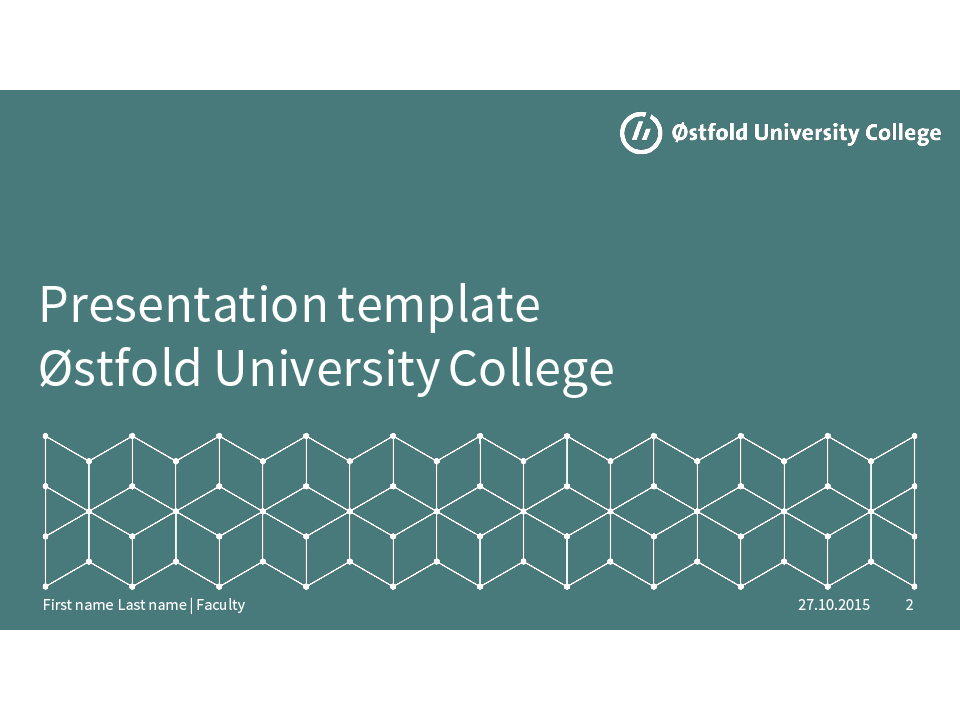 Østfold University College
Presentation template
Østfold University College
First name Last name | Faculty
27.10.2015
2